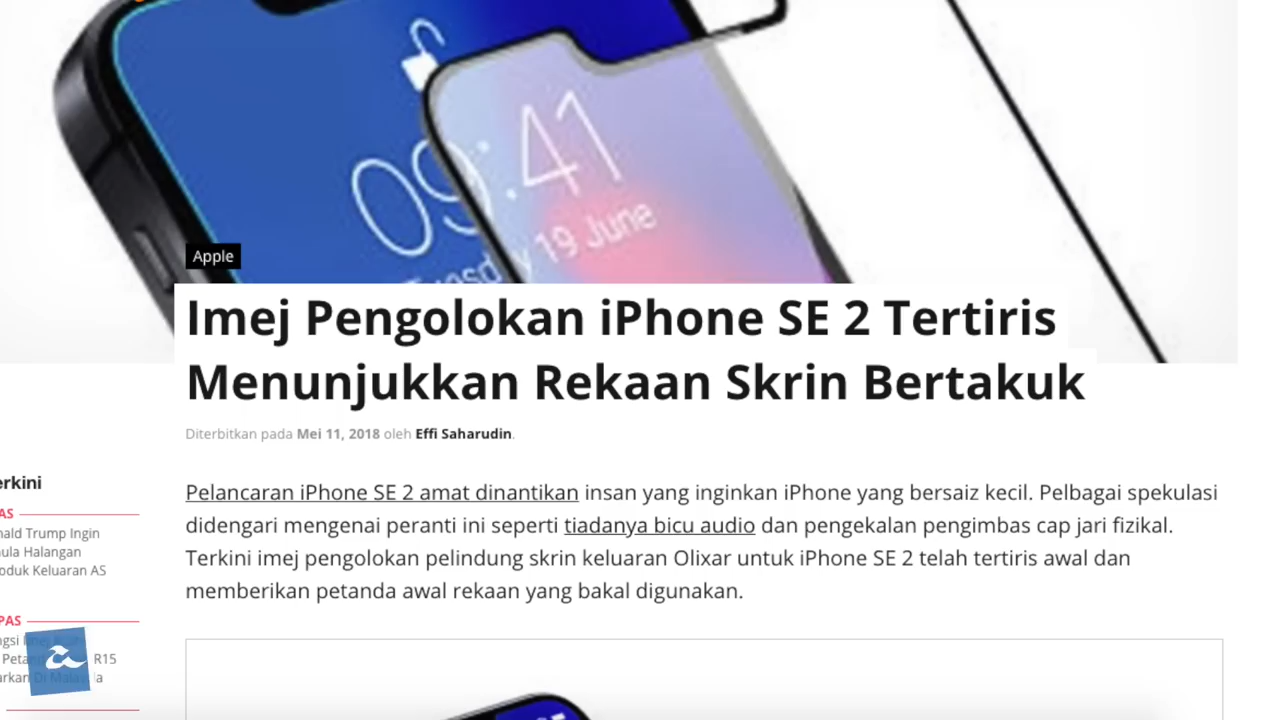 09:41
Tuesday 19 June
Apple
Imej Pengolokan iPhone SE 2 Tertiris
Menunjukkan Rekaan Skrin Bertakuk
Diterbitkan pada Mei 11, 2018 oleh Effi Saharudin.
Pelancaran iPhone SE 2 amat dinantikan insan yang inginkan iPhone yang bersaiz kecil. Pelbagai spekulasi
didengari mengenai peranti ini seperti tiadanya bicu audio dan pengekalan pengimbas cap jari fizikal.
Terkini imej pengolokan pelindung skrin keluaran Olixar untuk iPhone SE 2 telah tertiris awal dan
memberikan petanda awal rekaan yang bakal digunakan.
erkini
AS
nald Trump Ingin
ula Halangan
oduk Keluaran AS
PAS
R15